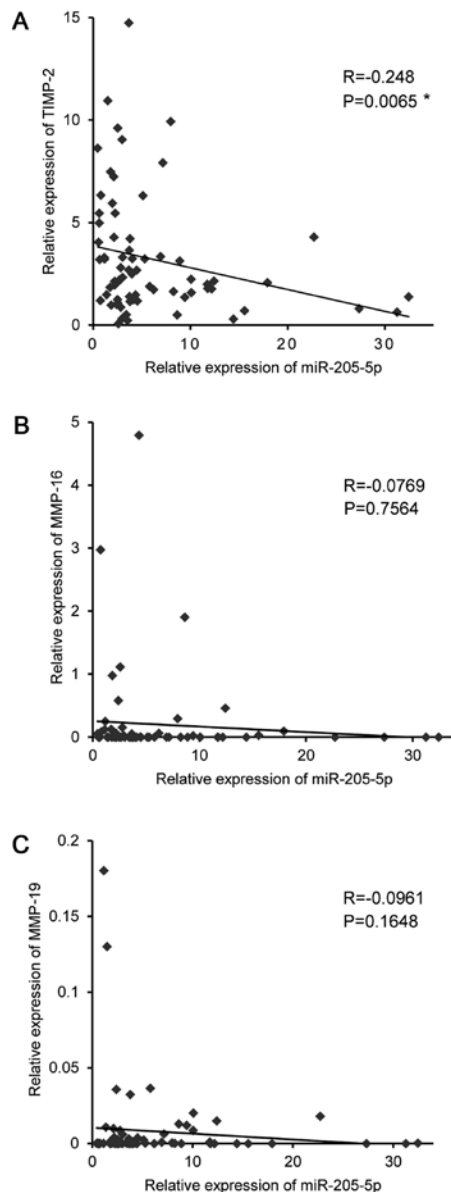 A
Relative expression of TIMP-2
15
10
5
0
R=-0.248
P=0.0065 *
0 10 20 30
Relative expression of miR-205-5p
B
Relative expression of MMP-16
5
4
3
2
1
0
R=-0.0769
P=0.7564
0 10 20 30
Relative expression of miR-205-5p
C
Relative expression of MMP-19
0.2
0.15
0.1
0.05
0
R=-0.0961
P=0.1648
0 10 20 30
Relative expression of miR-205-5p